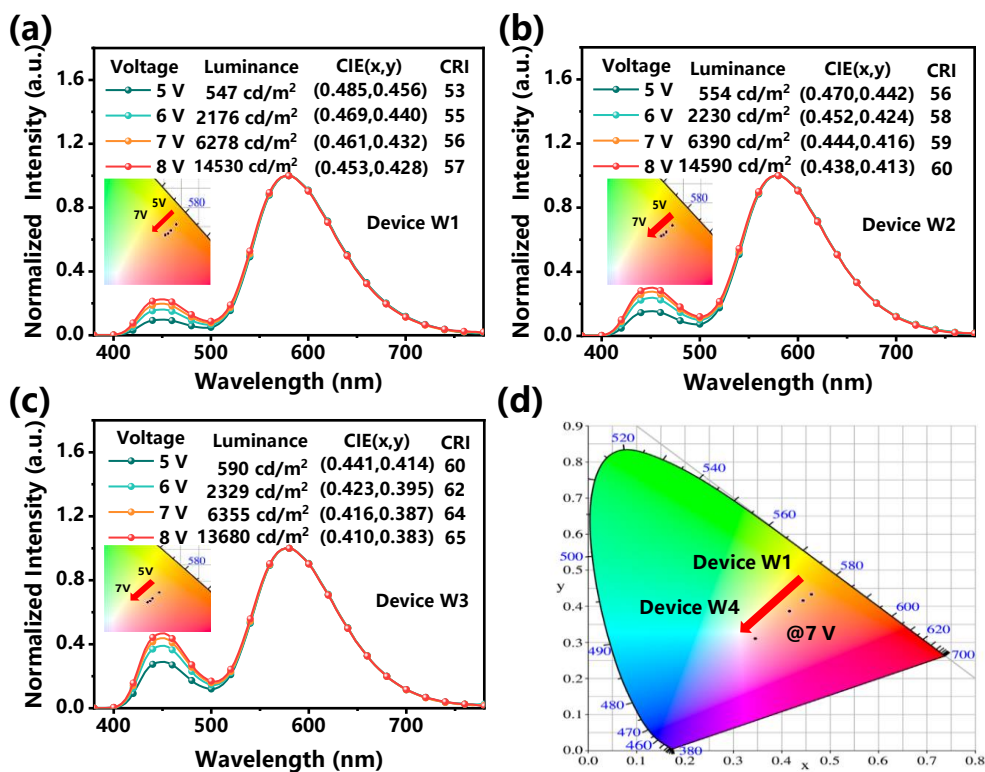 (a)
Normalized Intensity (a.u.)
1.6
1.2
0.8
0.4
0.0
Voltage Luminance CIE(x,y) CRI
5 V 547 cd/m² (0.485,0.456) 53
6 V 2176 cd/m² (0.469,0.440) 55
7 V 6278 cd/m² (0.461,0.432) 56
8 V 14530 cd/m² (0.453,0.428) 57
5V
7V
580
Device W1
400 500 600 700
Wavelength (nm)
(b)
Normalized Intensity (a.u.)
1.6
1.2
0.8
0.4
0.0
Voltage Luminance CIE(x,y) CRI
5 V 554 cd/m² (0.470,0.442) 56
6 V 2230 cd/m² (0.452,0.424) 58
7 V 6390 cd/m² (0.444,0.416) 59
8 V 14590 cd/m² (0.438,0.413) 60
5V
7V
580
Device W2
400 500 600 700
Wavelength (nm)
(c)
Normalized Intensity (a.u.)
1.6
1.2
0.8
0.4
0.0
Voltage Luminance CIE(x,y) CRI
5 V 590 cd/m² (0.441,0.414) 60
6 V 2329 cd/m² (0.423,0.395) 62
7 V 6355 cd/m² (0.416,0.387) 64
8 V 13680 cd/m² (0.410,0.383) 65
5V
7V
580
Device W3
400 500 600 700
Wavelength (nm)
(d)
0.9
0.8
0.7
0.6
0.5
y
0.4
0.3
0.2
0.1
0.0
520
540
560
500
580
Device W1
Device W4
600
@7 V
620
490
700
480
470
460
380
0.0 0.1 0.2 0.3 0.4 0.5 0.6 0.7 0.8
x